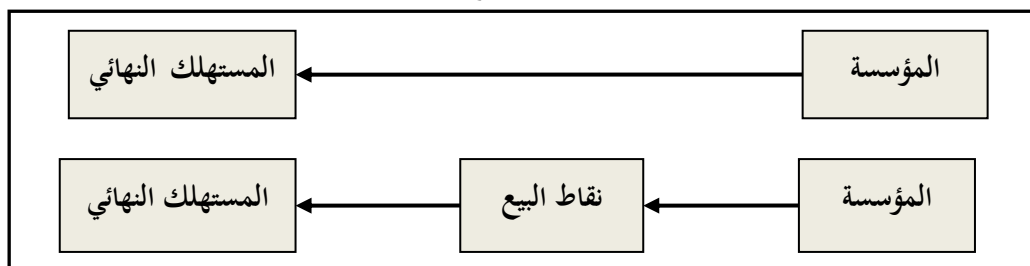 المؤسسة
المستهلك النهائي
المؤسسة
نقاط البيع
المستهلك النهائي